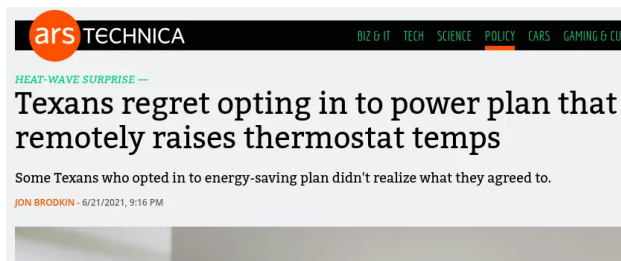 ars TECHNICA
BIZ & IT TECH SCIENCE POLICY CARS GAMING & CU
HEAT-WAVE SURPRISE —
Texans regret opting in to power plan that
remotely raises thermostat temps
Some Texans who opted in to energy-saving plan didn't realize what they agreed to.
JON BRODKIN - 6/21/2021, 9:16 PM